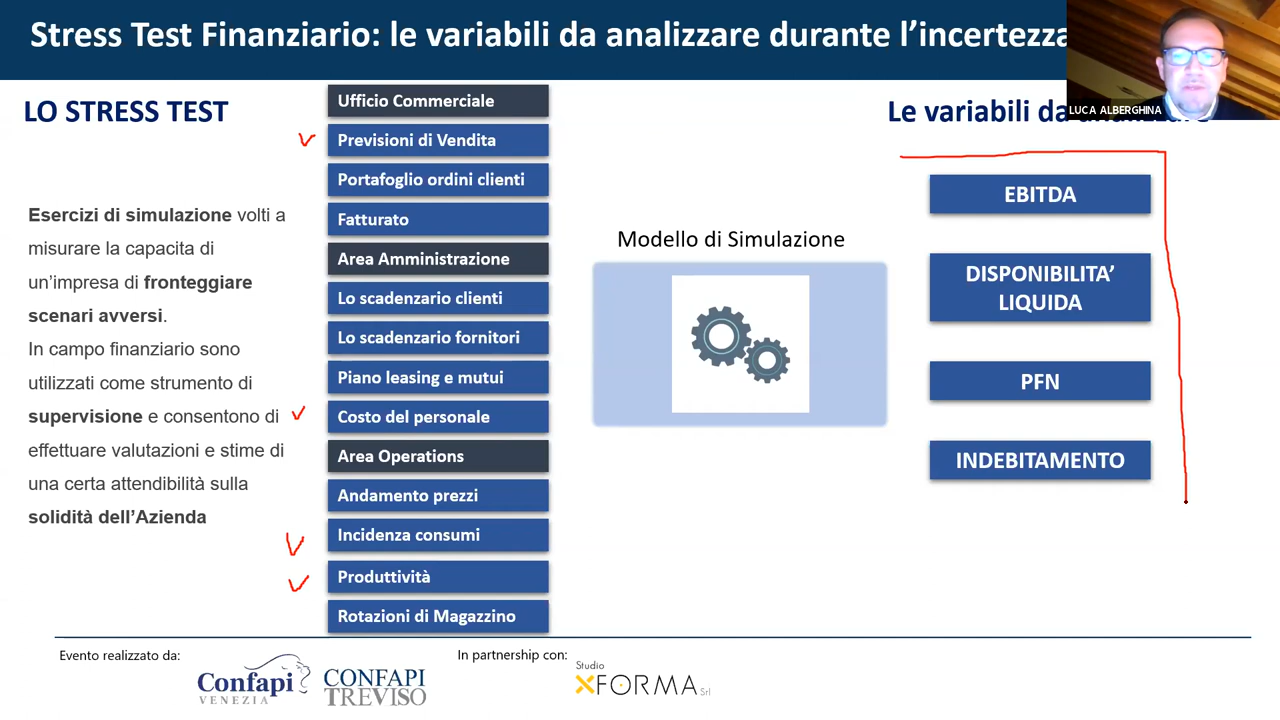 Stress Test Finanziario: le variabili da analizzare durante l'incertezza
LUCA ALBERGHINA
LO STRESS TEST
Esercizi di simulazione volti a
misurare la capacita di
un'impresa di fronteggiare
scenari avversi.
In campo finanziario sono
utilizzati come strumento di
supervisione e consentono di
effettuare valutazioni e stime di
una certa attendibilità sulla
solidità dell'Azienda
Ufficio Commerciale
Previsioni di Vendita
Portafoglio ordini clienti
Fatturato
Area Amministrazione
Lo scadenzario clienti
Lo scadenzario fornitori
Piano leasing e mutui
Costo del personale
Area Operations
Andamento prezzi
Incidenza consumi
Produttività
Rotazioni di Magazzino
Modello di Simulazione
Le variabili da analizzare
EBITDA
DISPONIBILITA'
LIQUIDA
PFN
INDEBITAMENTO
Evento realizzato da:
Confapi
VENEZIA
CONFAPI
TREVISO
In partnership con:
Studio
XFORMA Srl